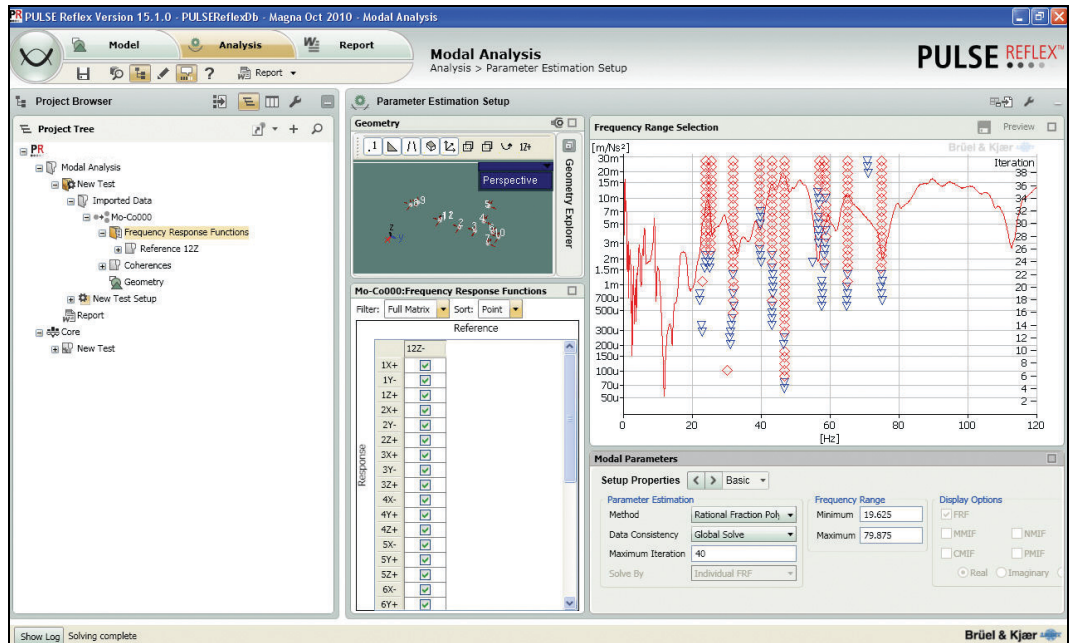 PULSE Reflex Version 15.1.0 - PULSEReflexDb - Magna Oct 2010 - Modal Analysis
Model
Analysis
Report
? Report
Modal Analysis
Analysis > Parameter Estimation Setup
PULSE REFLEX™
Project Browser
Project Tree
PR
Modal Analysis
New Test
Imported Data
Mo-Co000
Frequency Response Functions
Reference 12Z
Coherences
Geometry
New Test Setup
Report
Core
New Test
Parameter Estimation Setup
Geometry
Perspective
Geometry Explorer
Mo-Co000:Frequency Response Functions
Filter: Full Matrix Sort: Point
Reference
12Z-
Response
1X+
1Y-
1Z+
2X+
2Y-
2Z+
3X+
3Y-
3Z+
4X-
4Y+
4Z+
5X-
5Y+
5Z+
6X-
6Y+
Frequency Range Selection
Preview
Brüel & Kjær
[m/Ns²]
30m
20m
15m
10m
7m
5m
3m
2m
1.5m
1m
700u
500u
300u
200u
150u
100u
70u
50u
Iteration
38
36
34
32
30
28
26
24
22
20
18
16
14
12
10
8
6
4
2
0 20 40 60 80 100 120
[Hz]
Modal Parameters
Setup Properties < > Basic
Parameter Estimation
Method Rational Fraction Pol
Data Consistency Global Solve
Maximum Iteration 40
Solve By Individual FRF
Frequency Range
Minimum 19.625
Maximum 79.875
Display Options
FRF
MMIF NMIF
CMIF PMIF
Real Imaginary
Show Log Solving complete
Brüel & Kjær